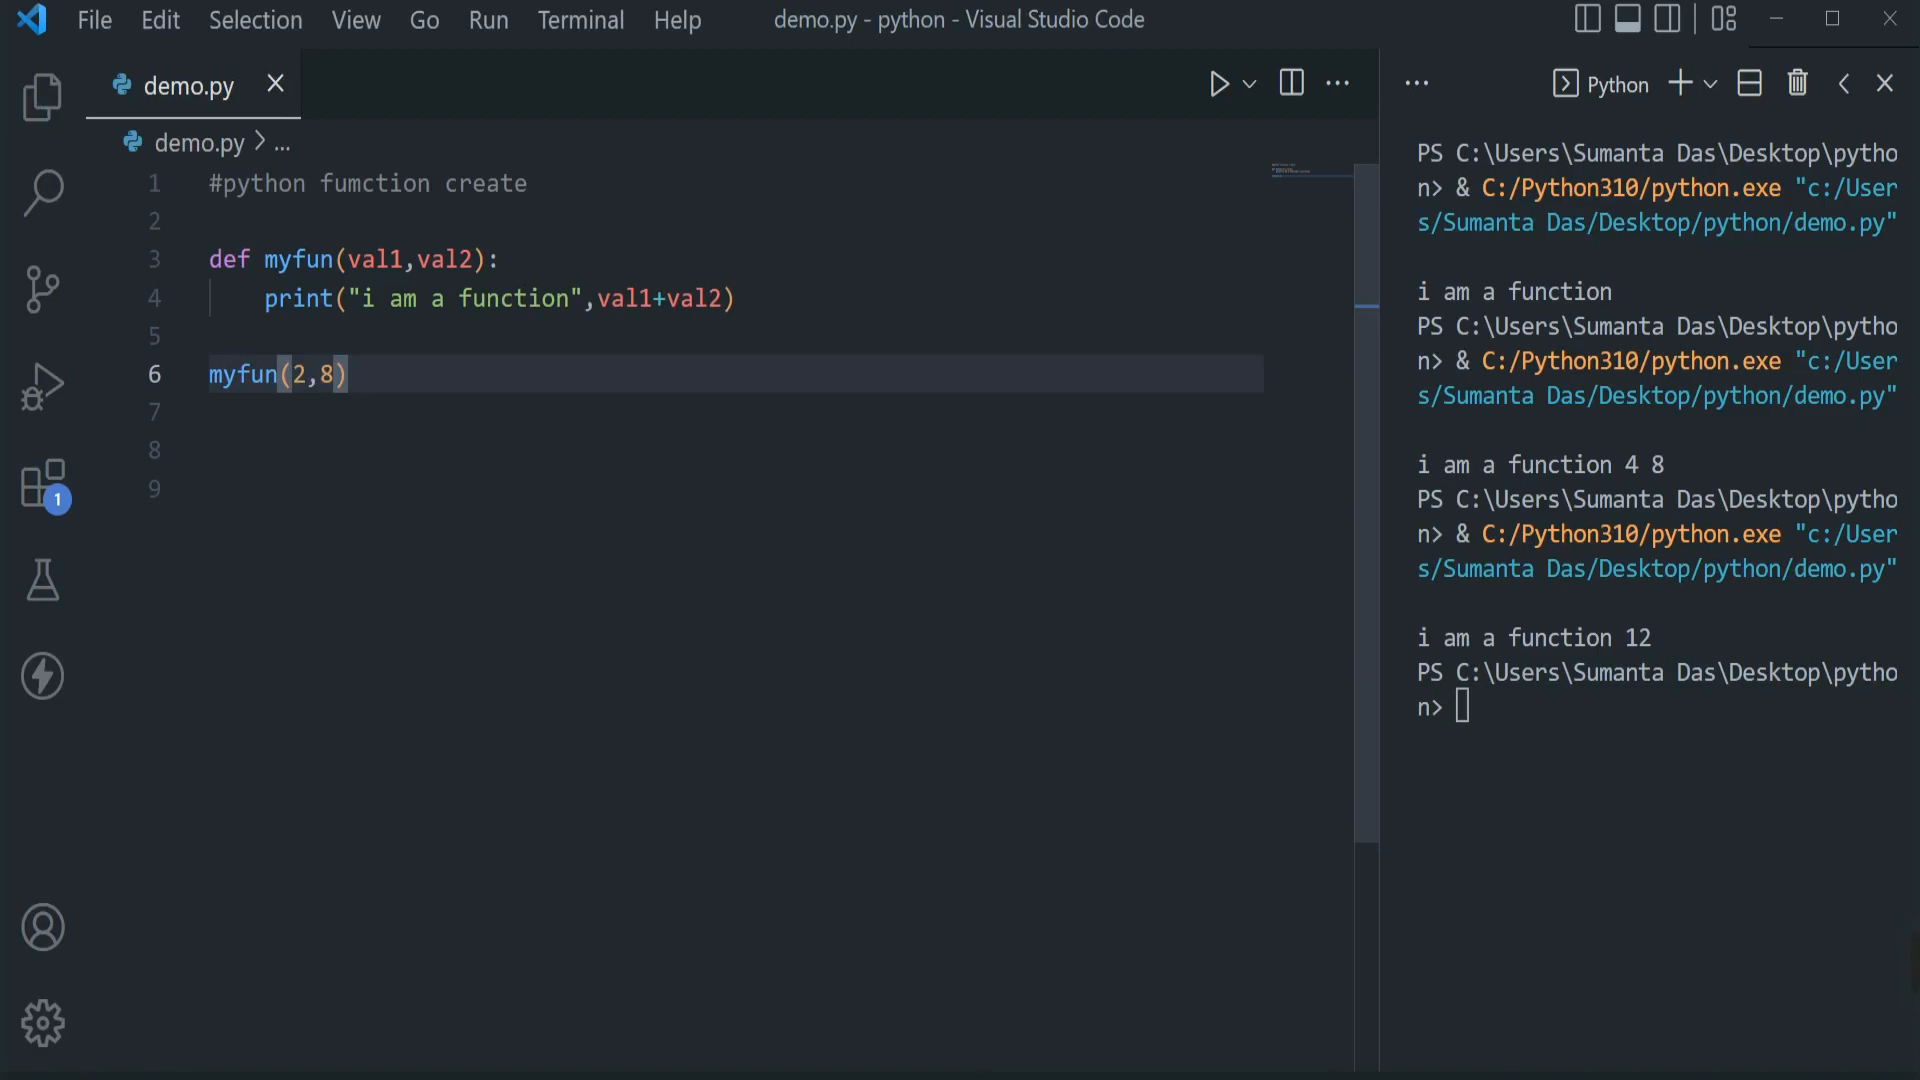 File Edit Selection View Go Run Terminal Help demo.py - python - Visual Studio Code
demo.py
demo.py > ...
1 #python fumction create
2
3 def myfun(val1,val2):
4 print("i am a function",val1+val2)
5
6 myfun(2,8)
7
8
9
1
Python
PS C:\Users\Sumanta Das\Desktop\pytho
n> & C:/Python310/python.exe "c:/User
s/Sumanta Das/Desktop/python/demo.py"
i am a function
PS C:\Users\Sumanta Das\Desktop\pytho
n> & C:/Python310/python.exe "c:/User
s/Sumanta Das/Desktop/python/demo.py"
i am a function 4 8
PS C:\Users\Sumanta Das\Desktop\pytho
n> & C:/Python310/python.exe "c:/User
s/Sumanta Das/Desktop/python/demo.py"
i am a function 12
PS C:\Users\Sumanta Das\Desktop\pytho
n>